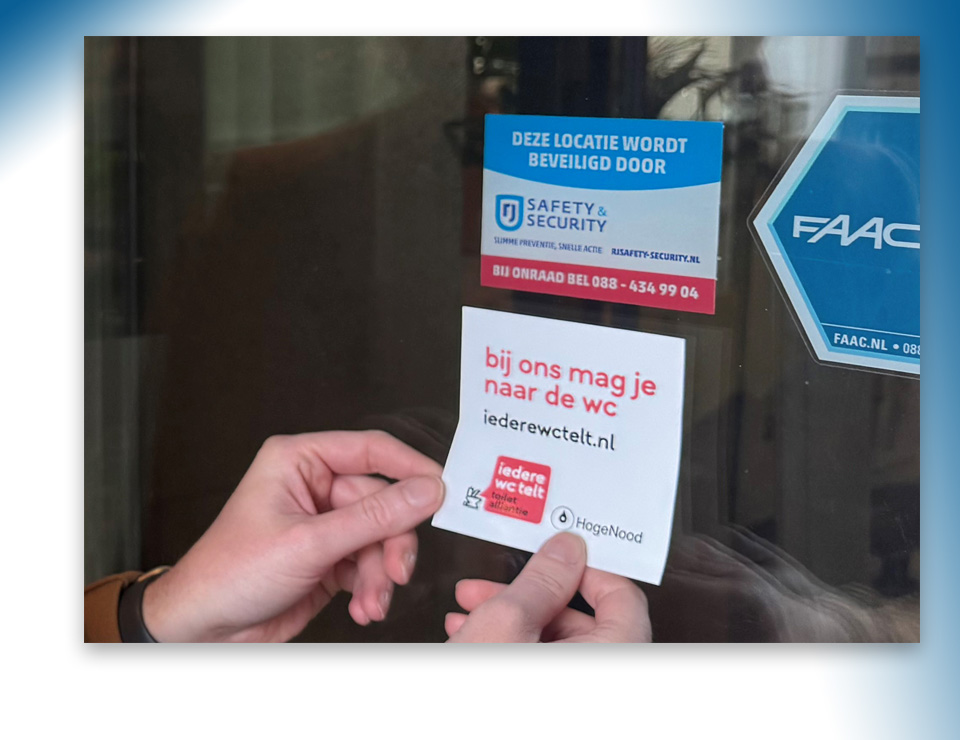 DEZE LOCATIE WORDT
BEVEILIGD DOOR
SAFETY &
SECURITY
SLIMME PREVENTIE, SNELLE ACTIE RJSAFETY-SECURITY.NL
BIJ ONRAAD BEL 088 - 434 99 04
FAAC
FAAC.NL • 088
bij ons mag je
naar de wc
iederewctelt.nl
iedere
wc telt
toilet
alliantie
HogeNood